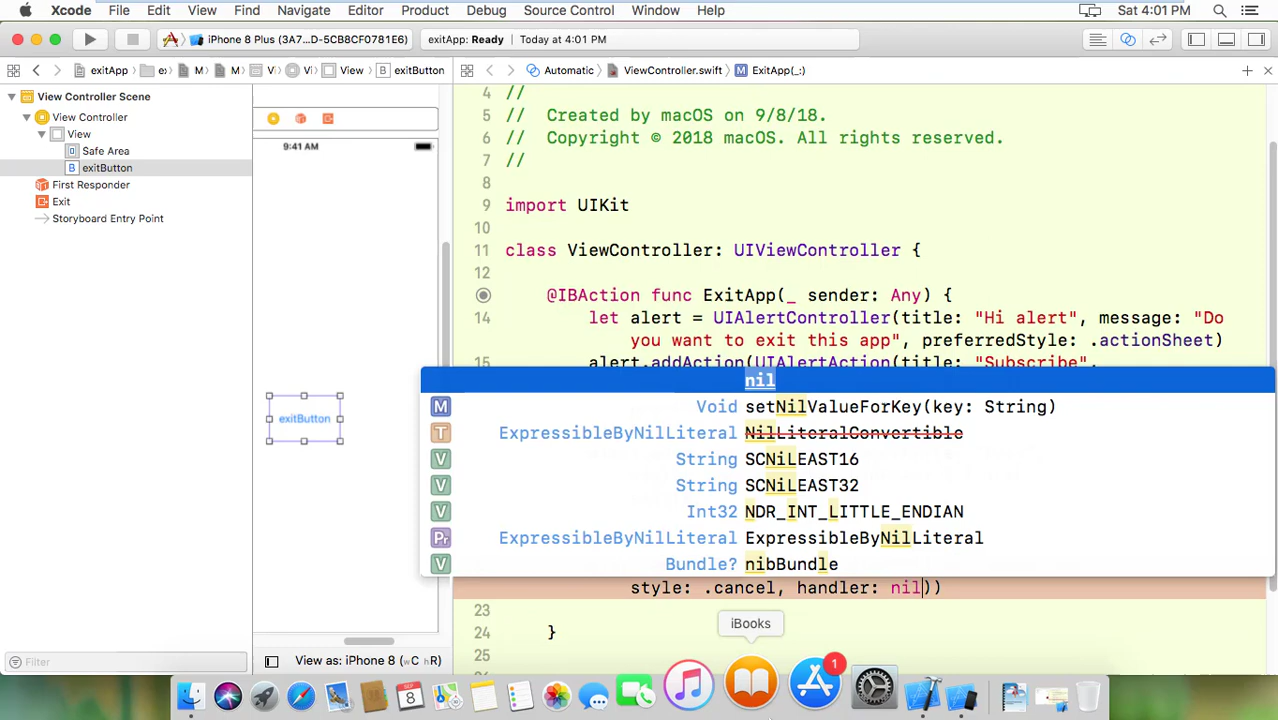 Xcode File Edit View Find Navigate Editor Product Debug Source Control Window Help Sat 4:01 PM
iPhone 8 Plus (3A7...D-5CB8CF0781E6) exitApp: Ready Today at 4:01 PM
exitApp e M M V V View B exitButton Automatic ViewController.swift M ExitApp(_:)
View Controller Scene
View Controller
View
Safe Area
B exitButton
First Responder
Exit
Storyboard Entry Point
9:41 AM
exitButton
4 //
5 // Created by macOS on 9/8/18.
6 // Copyright © 2018 macOS. All rights reserved.
7 //
8
9 import UIKit
10
11 class ViewController: UIViewController {
12
@IBAction func ExitApp(_ sender: Any) {
14 let alert = UIAlertController(title: "Hi alert", message: "Do
you want to exit this app", preferredStyle: .actionSheet)
15 alert.addAction(UIAlertAction(title: "Subscribe",
nil
M Void setNilValueForKey(key: String)
T ExpressibleByNilLiteral NilLiteralConvertible
V String SCNiLEAST16
V String SCNiLEAST32
V Int32 NDR_INT_LITTLE_ENDIAN
Pr ExpressibleByNilLiteral ExpressibleByNilLiteral
V Bundle? nibBundle
style: .cancel, handler: nil))
23
24 }
25
iBooks
Filter
View as: iPhone 8 (wC hR)
8
1